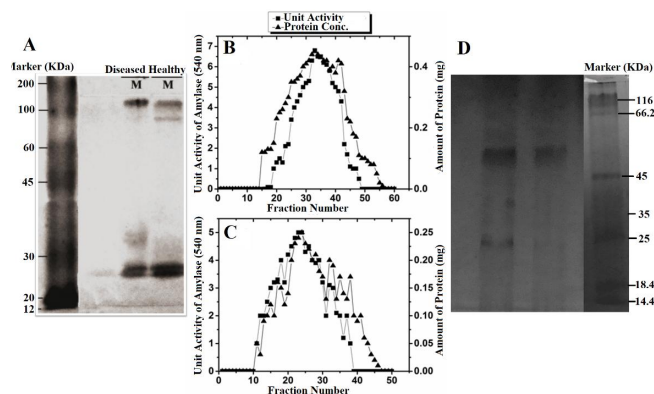 A
Marker (KDa)
Diseased Healthy
M M
200
100
60
45
30
20
12
Unit Activity
Protein Conc.
B
Unit Activity of Amylase (540 nm)
7
6
5
4
3
2
1
0
0.4
0.2
0.0
Amount of Protein (mg)
0 10 20 30 40 50 60
Fraction Number
C
Unit Activity of Amylase (540 nm)
5
4
3
2
1
0
0.25
0.20
0.15
0.10
0.05
0.00
Amount of Protein (mg)
0 10 20 30 40 50
Fraction Number
D
Marker (KDa)
116
66.2
45
35
25
18.4
14.4